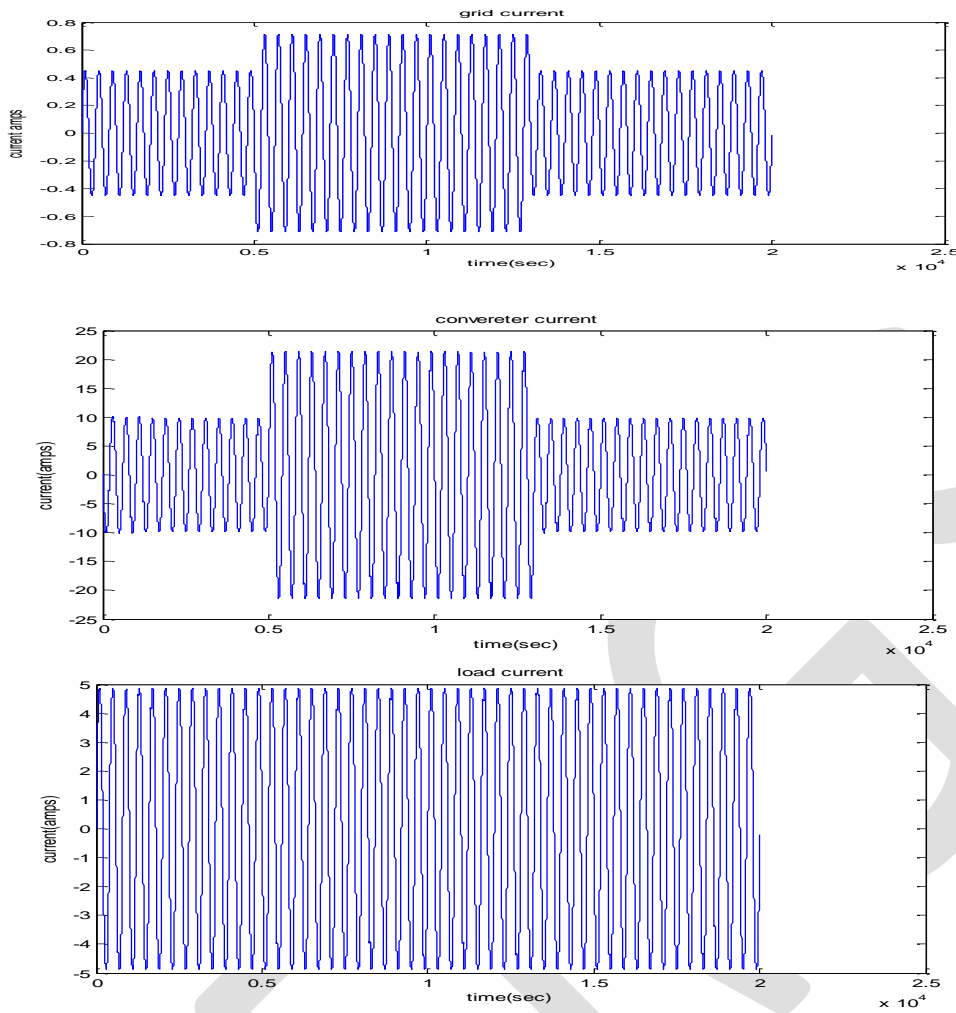 grid current
0.8
0.6
0.4
0.2
0
-0.2
-0.4
-0.6
-0.8
current amps
0 0.5 1 1.5 2 2.5
time(sec)
x 10^4
convereter current
25
20
15
10
5
0
-5
-10
-15
-20
-25
current(amps)
0 0.5 1 1.5 2 2.5
time(sec)
x 10^4
load current
5
4
3
2
1
0
-1
-2
-3
-4
-5
current(amps)
0 0.5 1 1.5 2 2.5
time(sec)
x 10^4